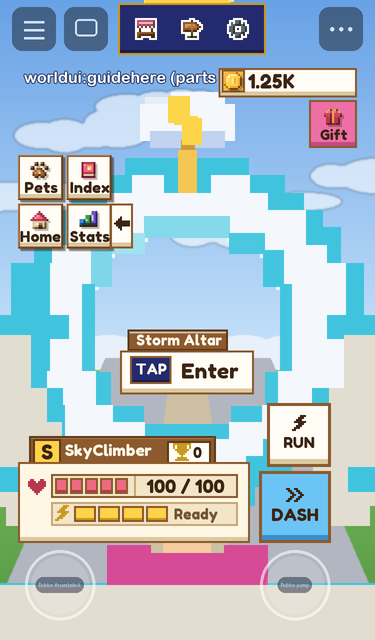 worldui:guidehere (parts
1.25K
Gift
Pets
Index
Home
Stats
Storm Altar
TAP
Enter
RUN
S
SkyClimber
0
100 / 100
DASH
Ready
Roblox thumbstick
Roblox jump